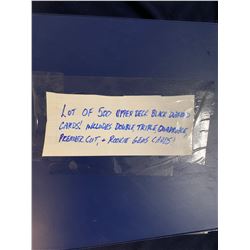 LOT OF 500 UPPER DECK BLACK DIAMOND
CARDS! INCLUDES DOUBLE, TRIPLE, QUADRUPLE
PREMIER CUT, + ROOKIE GEMS CARDS!